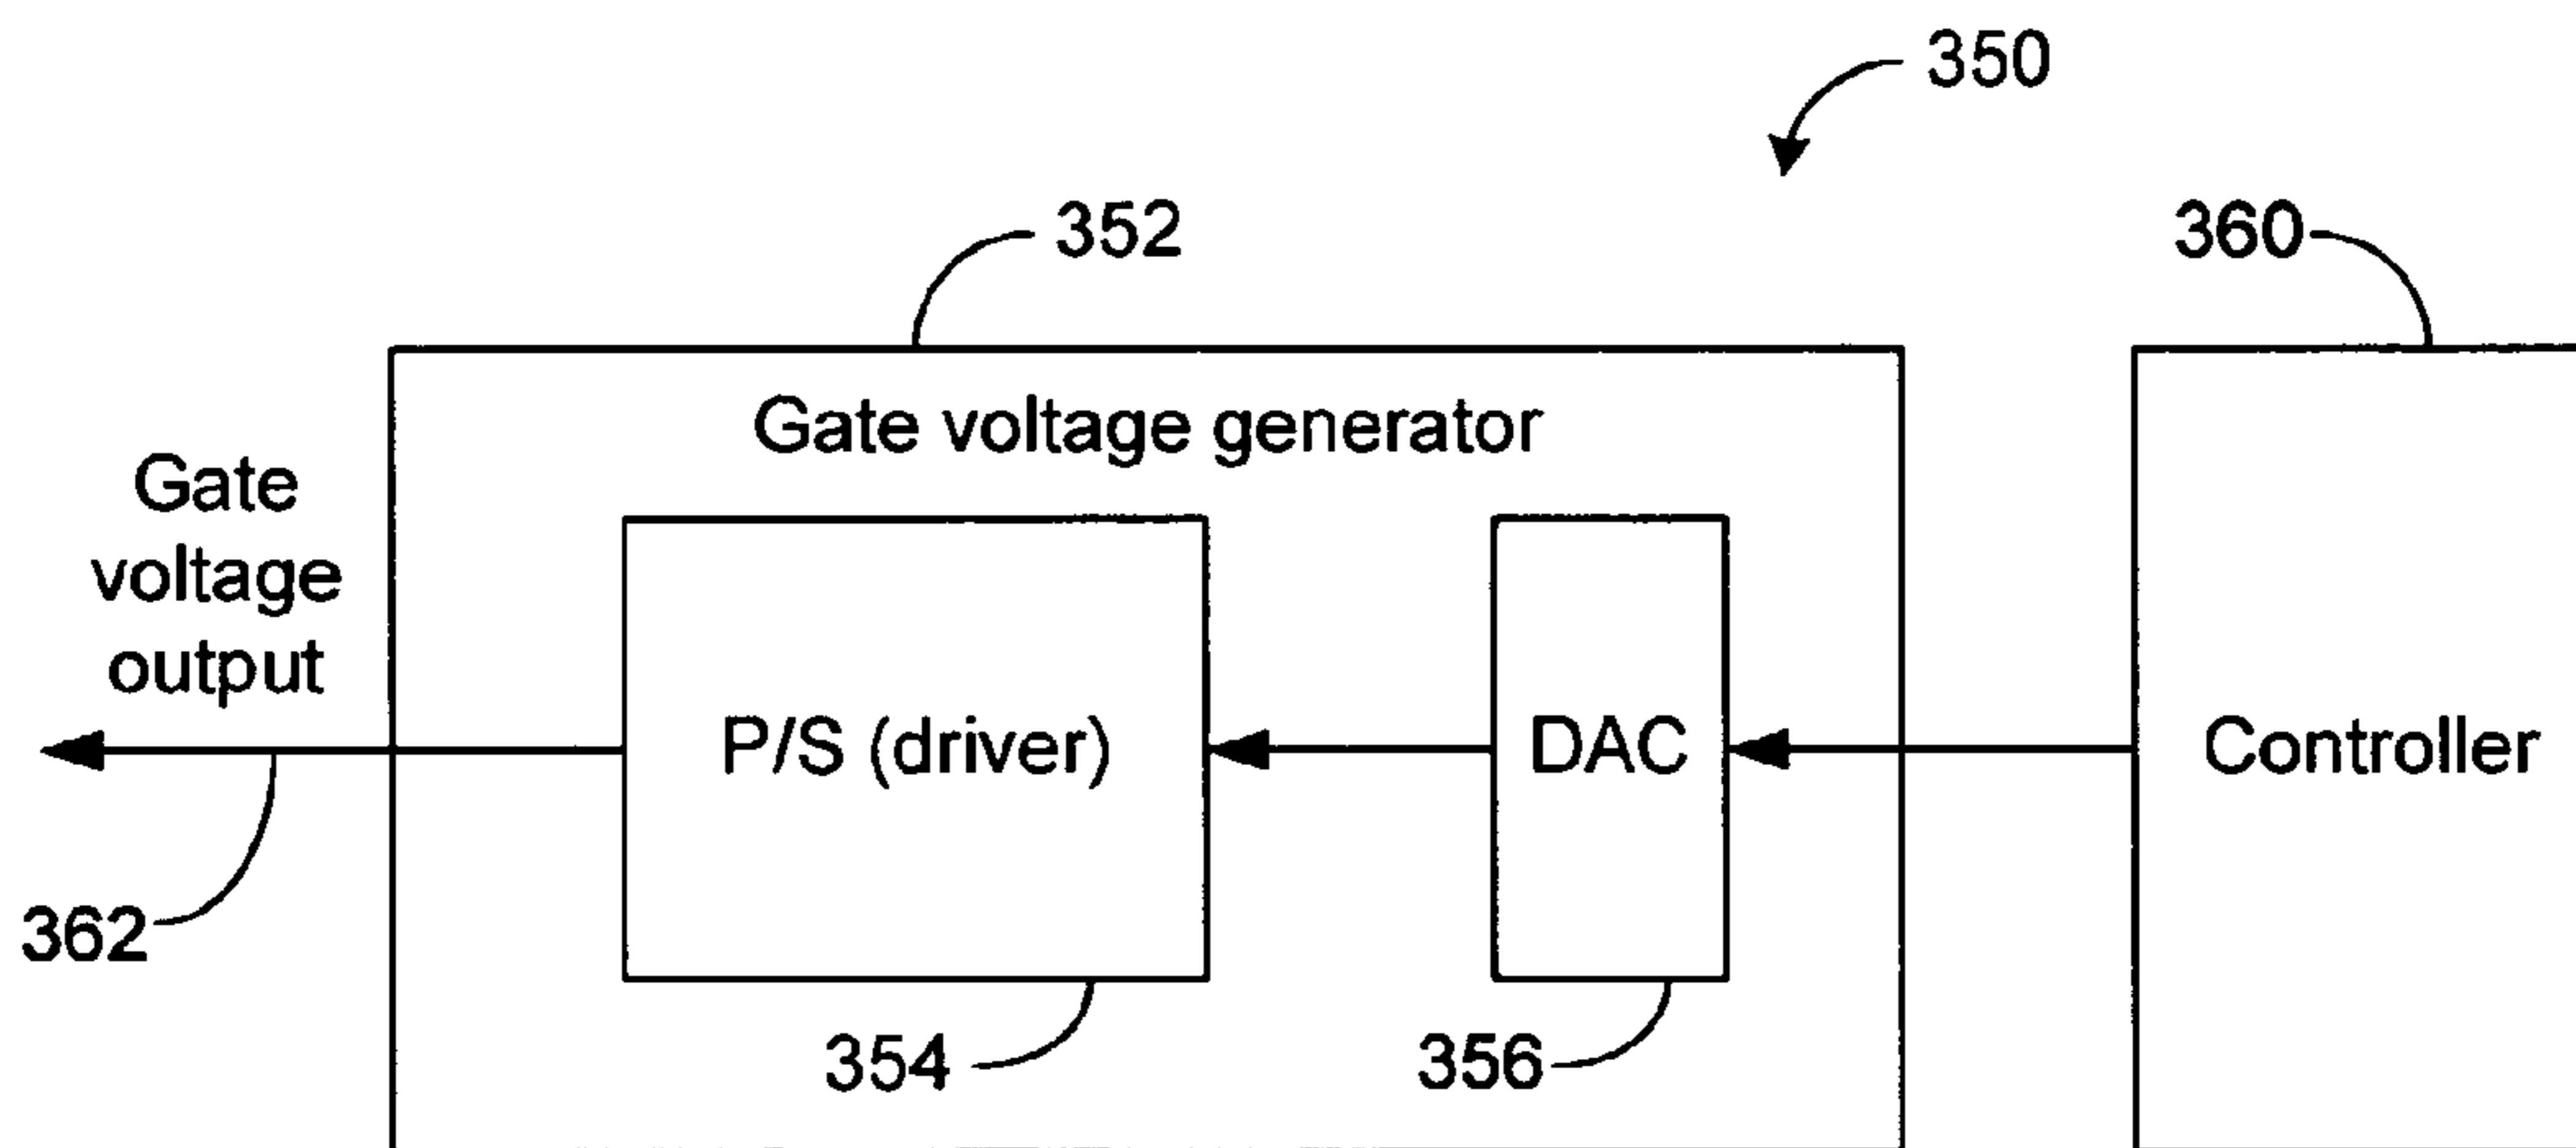 350
352
360
Gate voltage generator
Gate
voltage
output
P/S (driver)
DAC
Controller
362
354
356